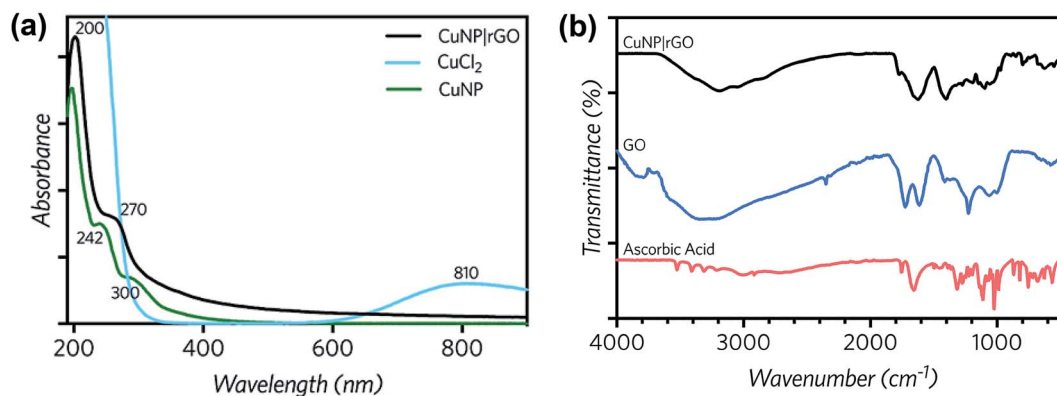 (a)
200
CuNP|rGO
CuCl2
CuNP
270
242
300
810
Absorbance
200
400
600
800
Wavelength (nm)
(b)
CuNP|rGO
GO
Ascorbic Acid
Transmittance (%)
4000
3000
2000
1000
Wavenumber (cm-1)